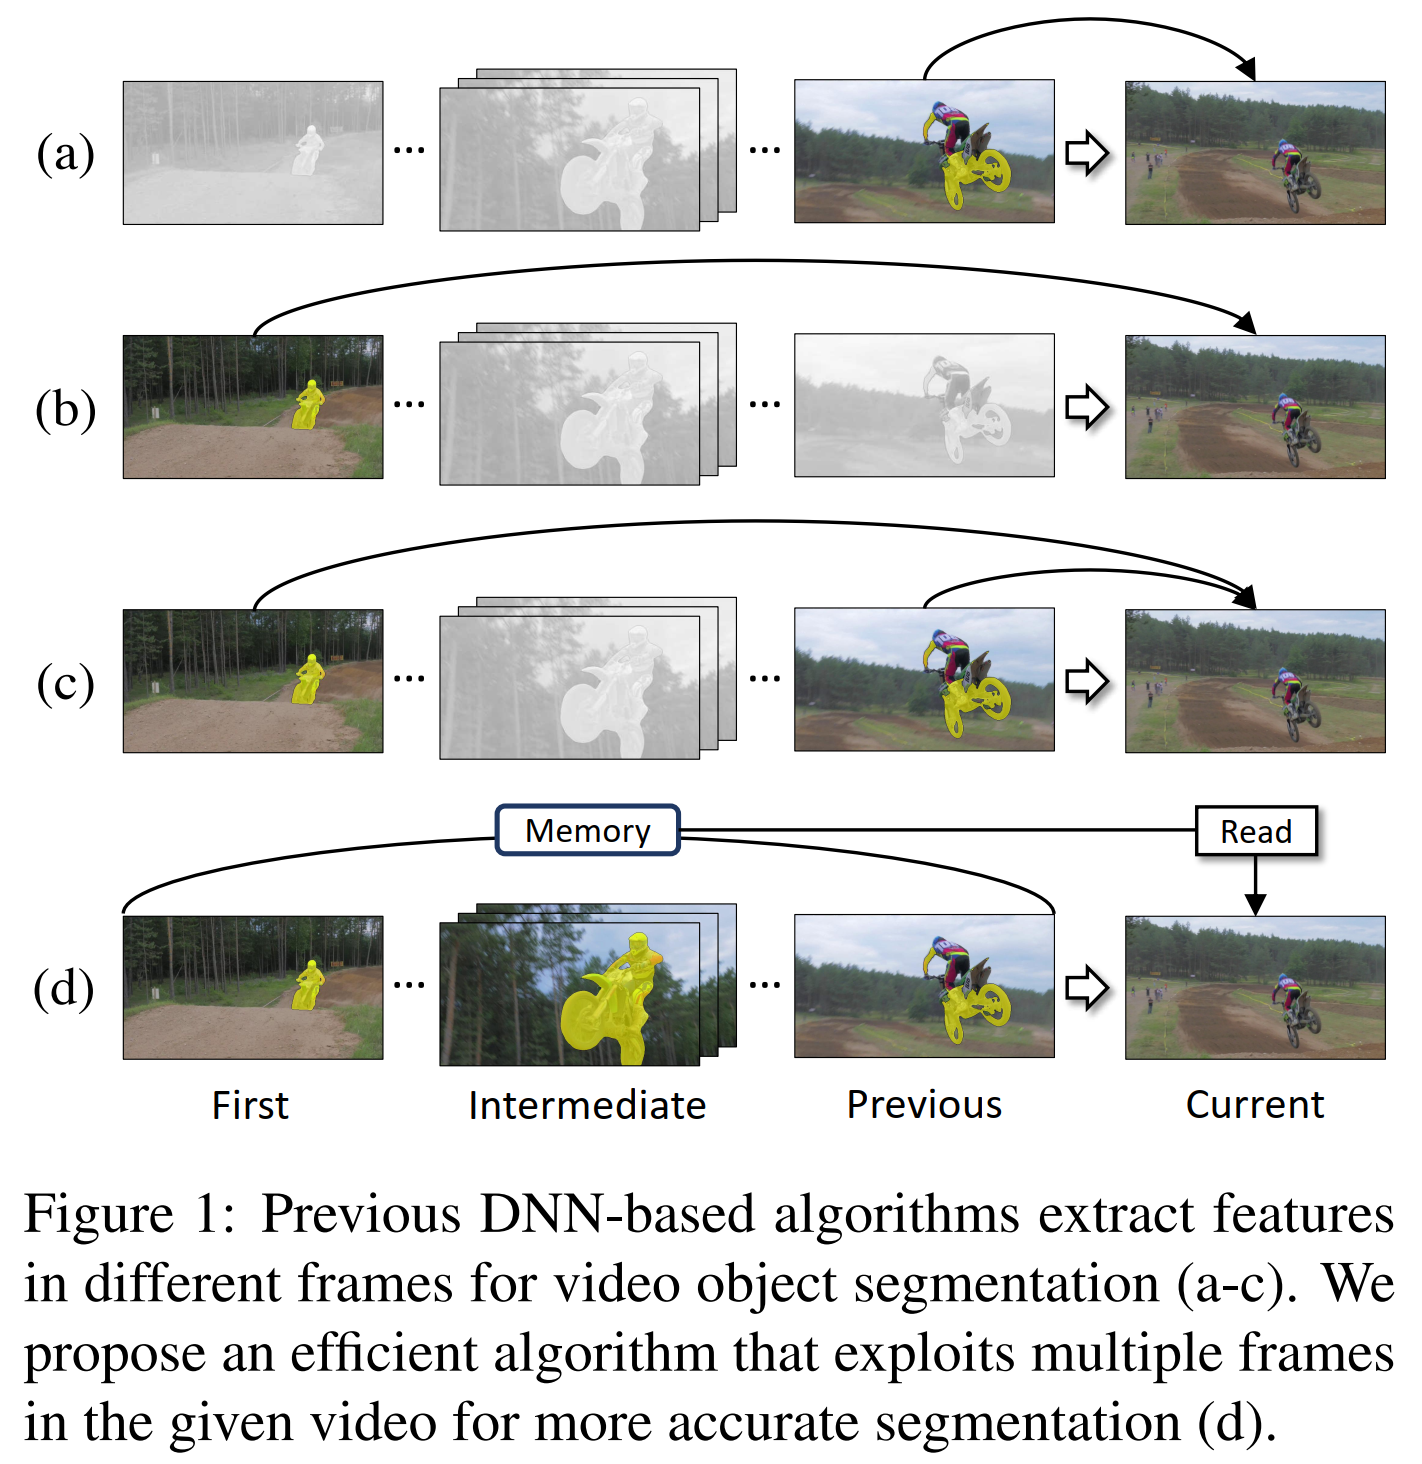 (a)
...
...
(b)
...
...
(c)
...
...
Memory
Read
(d)
...
...
First
Intermediate
Previous
Current
Figure 1: Previous DNN-based algorithms extract features
in different frames for video object segmentation (a-c). We
propose an efficient algorithm that exploits multiple frames
in the given video for more accurate segmentation (d).